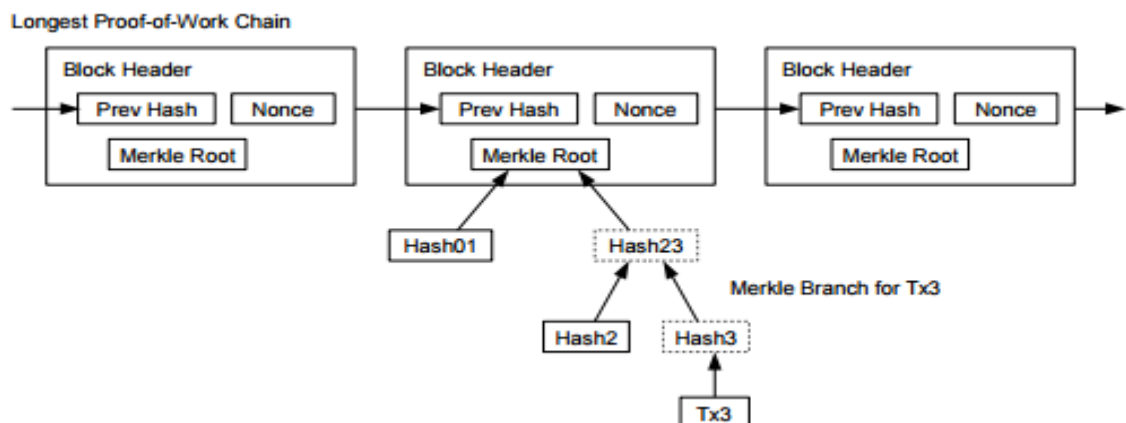 Longest Proof-of-Work Chain
Block Header
Block Header
Block Header
Prev Hash
Nonce
Prev Hash
Nonce
Prev Hash
Nonce
Merkle Root
Merkle Root
Merkle Root
Hash01
Hash23
Merkle Branch for Tx3
Hash2
Hash3
Tx3